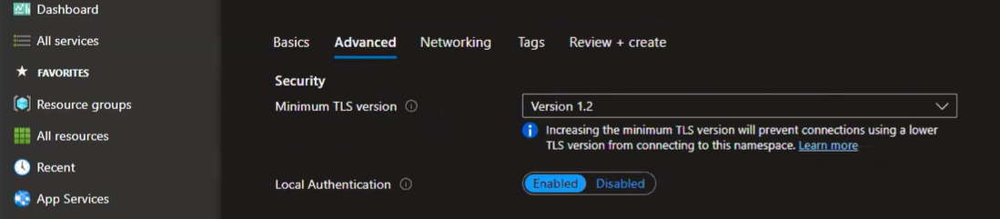 Dashboard
All services
FAVORITES
Resource groups
All resources
Recent
App Services
Basics Advanced Networking Tags Review + create
Security
Minimum TLS version
Version 1.2
Increasing the minimum TLS version will prevent connections using a lower
TLS version from connecting to this namespace. Learn more
Local Authentication
Enabled Disabled